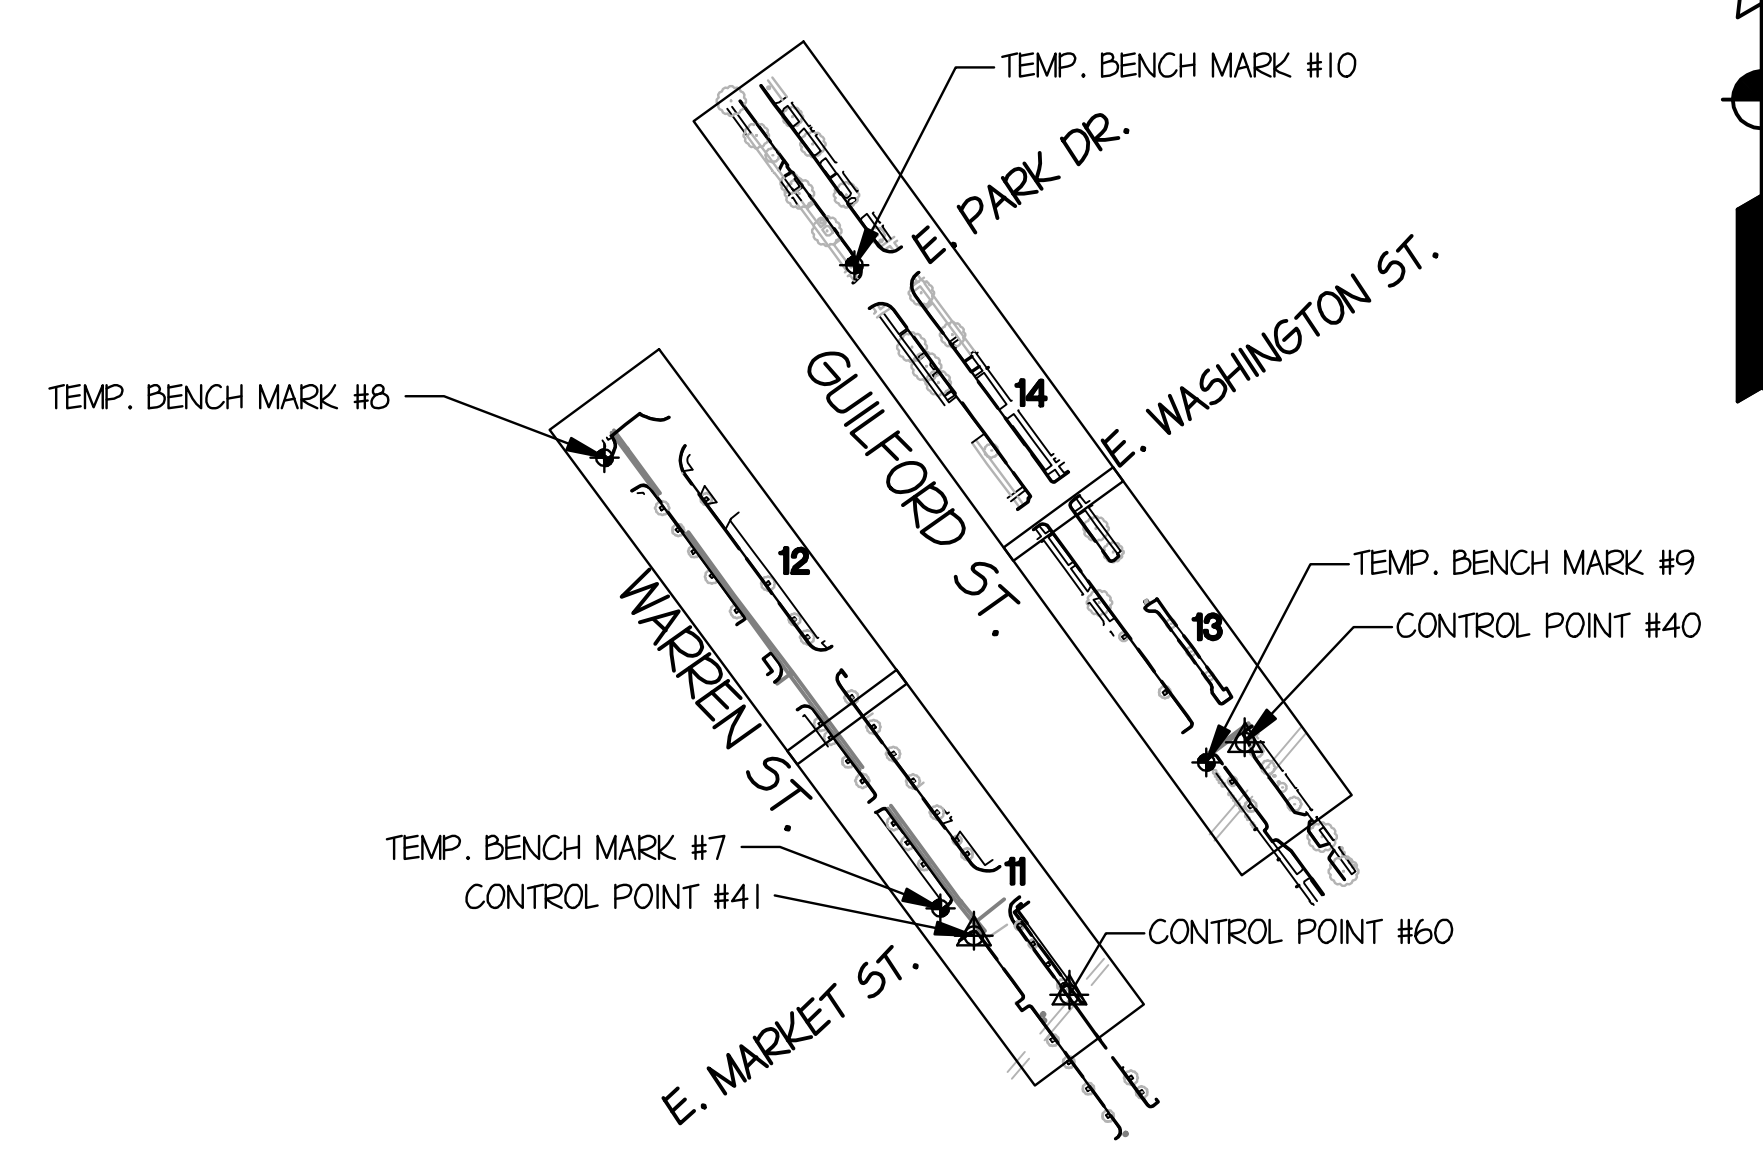 TEMP. BENCH MARK #10
E. PARK DR.
E. WASHINGTON ST.
TEMP. BENCH MARK #8
GUILFORD ST.
14
12
TEMP. BENCH MARK #9
13
CONTROL POINT #40
WARREN ST.
TEMP. BENCH MARK #7
11
CONTROL POINT #41
CONTROL POINT #60
E. MARKET ST.